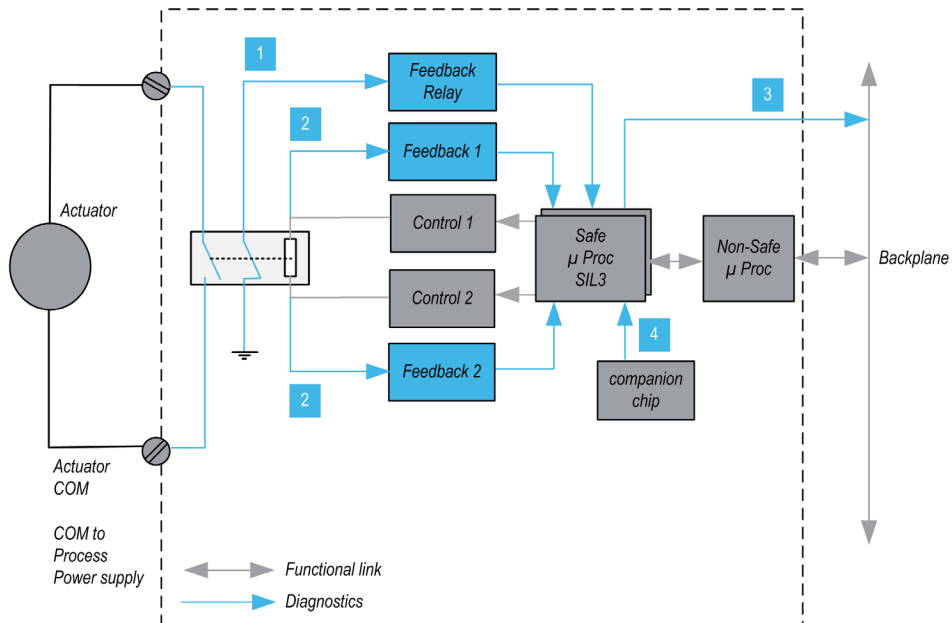 1
Feedback
Relay
3
2
Feedback 1
Actuator
Control 1
Safe
µ Proc
SIL3
Non-Safe
µ Proc
Backplane
Control 2
4
Feedback 2
2
companion
chip
Actuator
COM
COM to
Process
Power supply
Functional link
Diagnostics